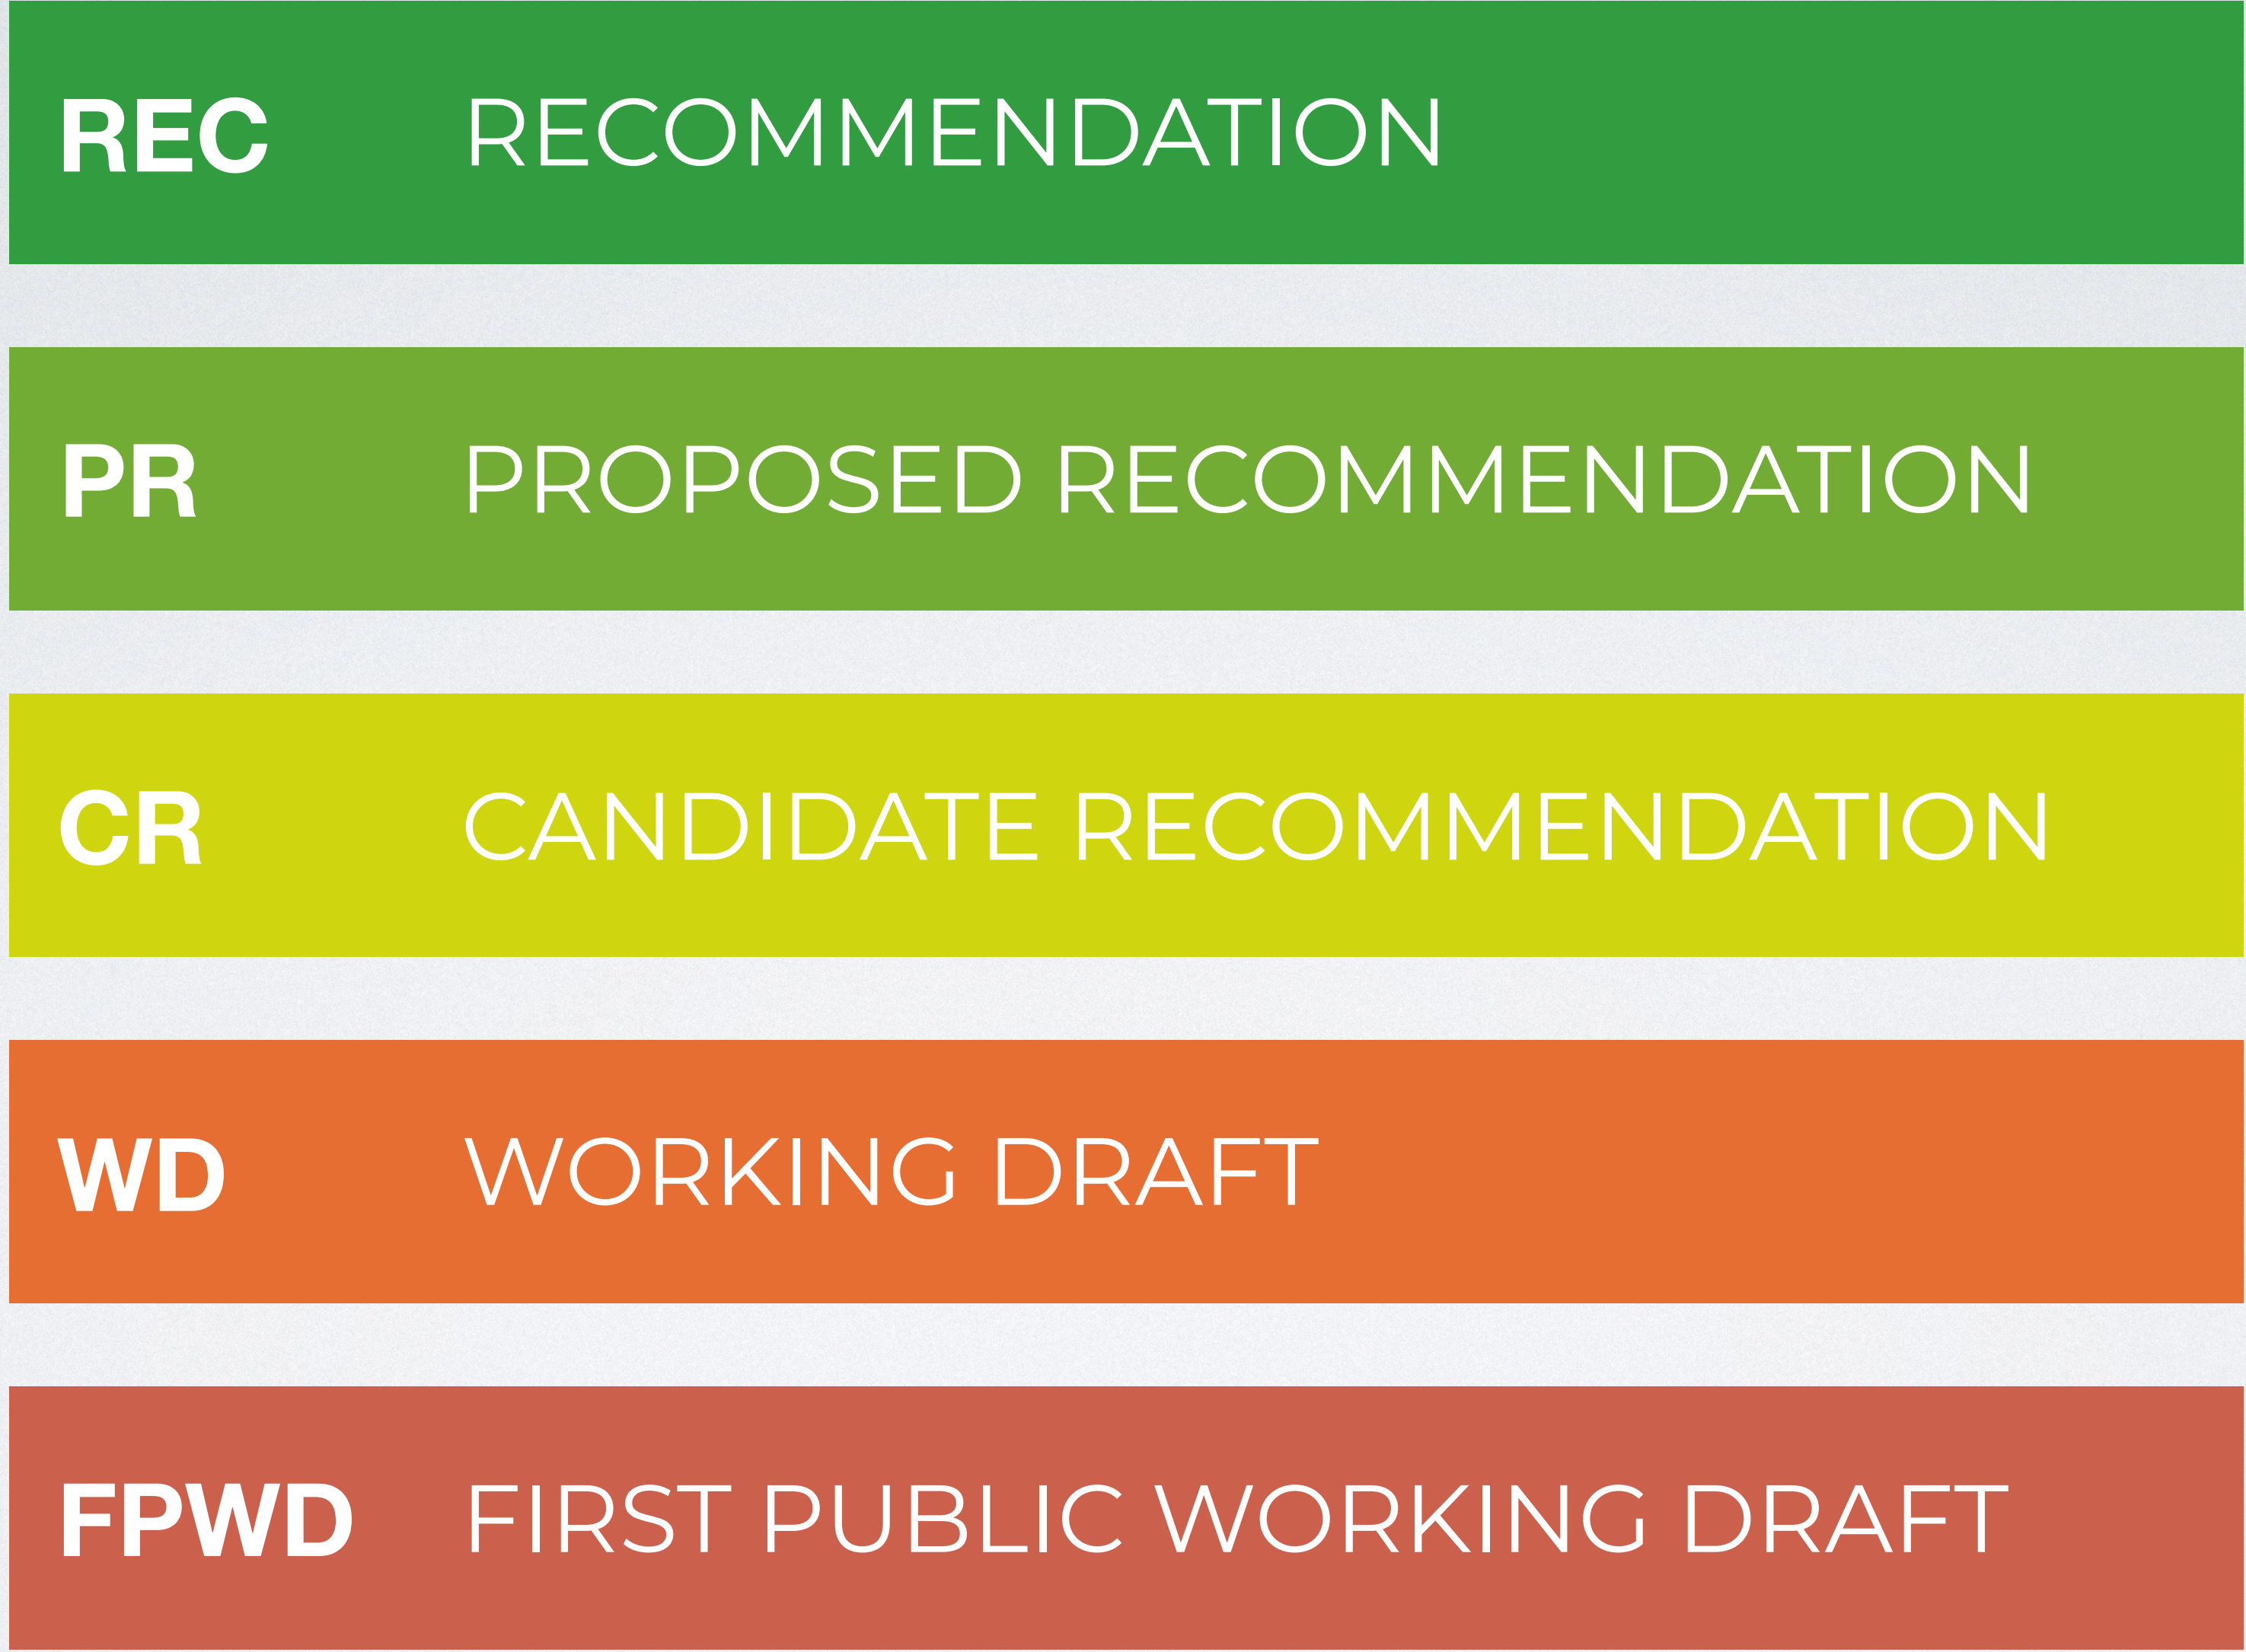 REC RECOMMENDATION
PR PROPOSED RECOMMENDATION
CR CANDIDATE RECOMMENDATION
WD WORKING DRAFT
FPWD FIRST PUBLIC WORKING DRAFT